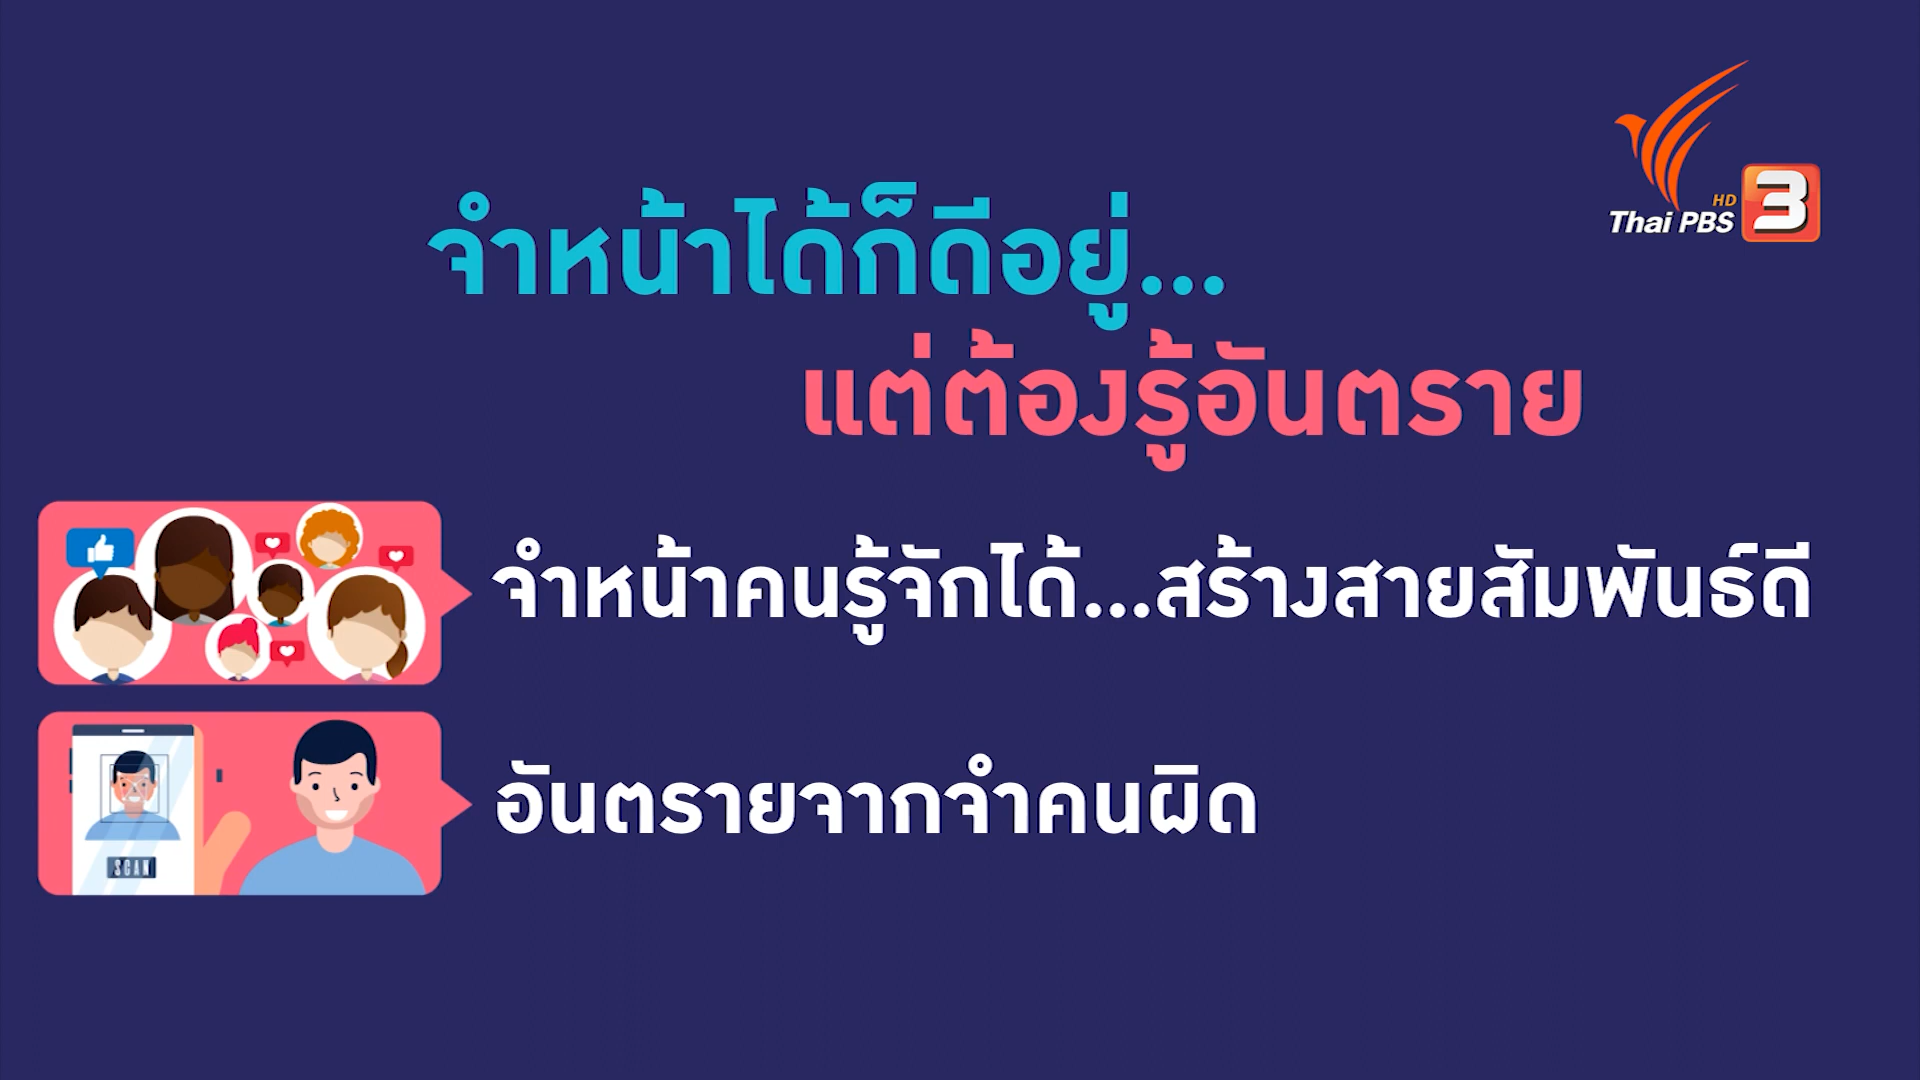 จำหน้าได้ก็ดีอยู่...
แต่ต้องรู้อันตราย
HD
Thai PBS 3
จำหน้าคนรู้จักได้...สร้างสายสัมพันธ์ดี
อันตรายจากจำคนผิด
SCAN